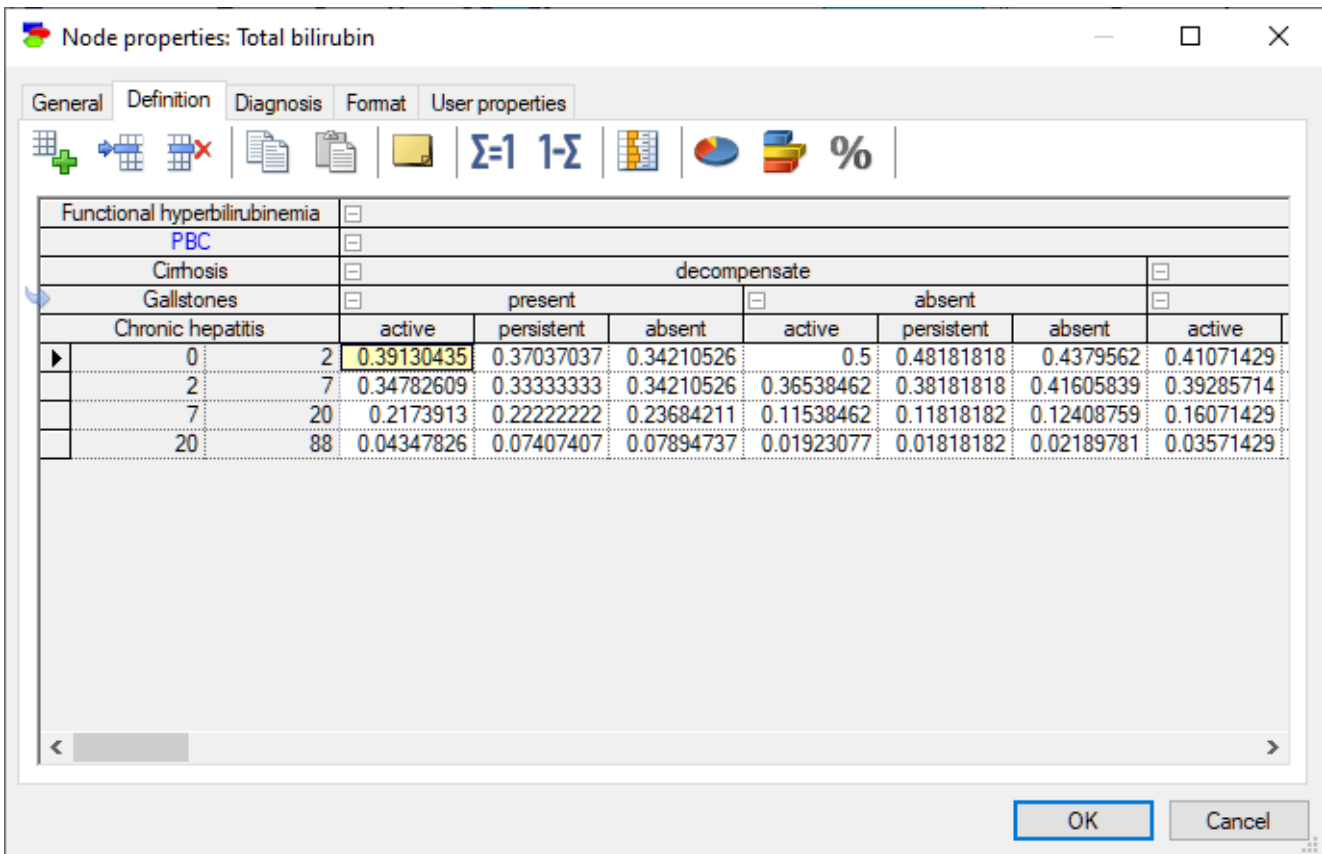 Node properties: Total bilirubin
General Definition Diagnosis Format User properties
Σ=1 1-Σ %
Functional hyperbilirubinemia
PBC
Cirrhosis decompensate
Gallstones present absent
Chronic hepatitis active persistent absent active persistent absent active
0 2 0.39130435 0.37037037 0.34210526 0.5 0.48181818 0.4379562 0.41071429
2 7 0.34782609 0.33333333 0.34210526 0.36538462 0.38181818 0.41605839 0.39285714
7 20 0.2173913 0.22222222 0.23684211 0.11538462 0.11818182 0.12408759 0.16071429
20 88 0.04347826 0.07407407 0.07894737 0.01923077 0.01818182 0.02189781 0.03571429
OK Cancel